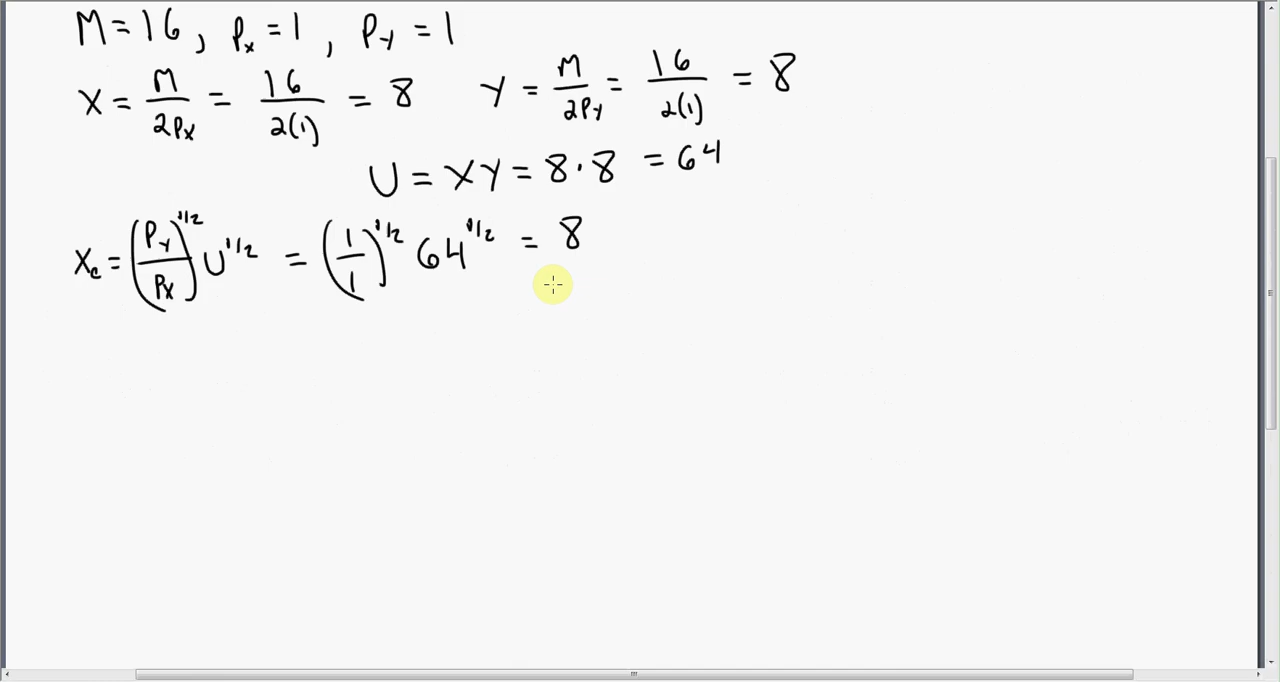 M=16, Px=1, PY=1
X = M/2Px = 16/2(1) = 8 Y = M/2PY = 16/2(1) = 8
U = XY = 8·8 = 64
Xc = (PY/Px)^1/2 U^1/2 = (1/1)^1/2 64^1/2 = 8